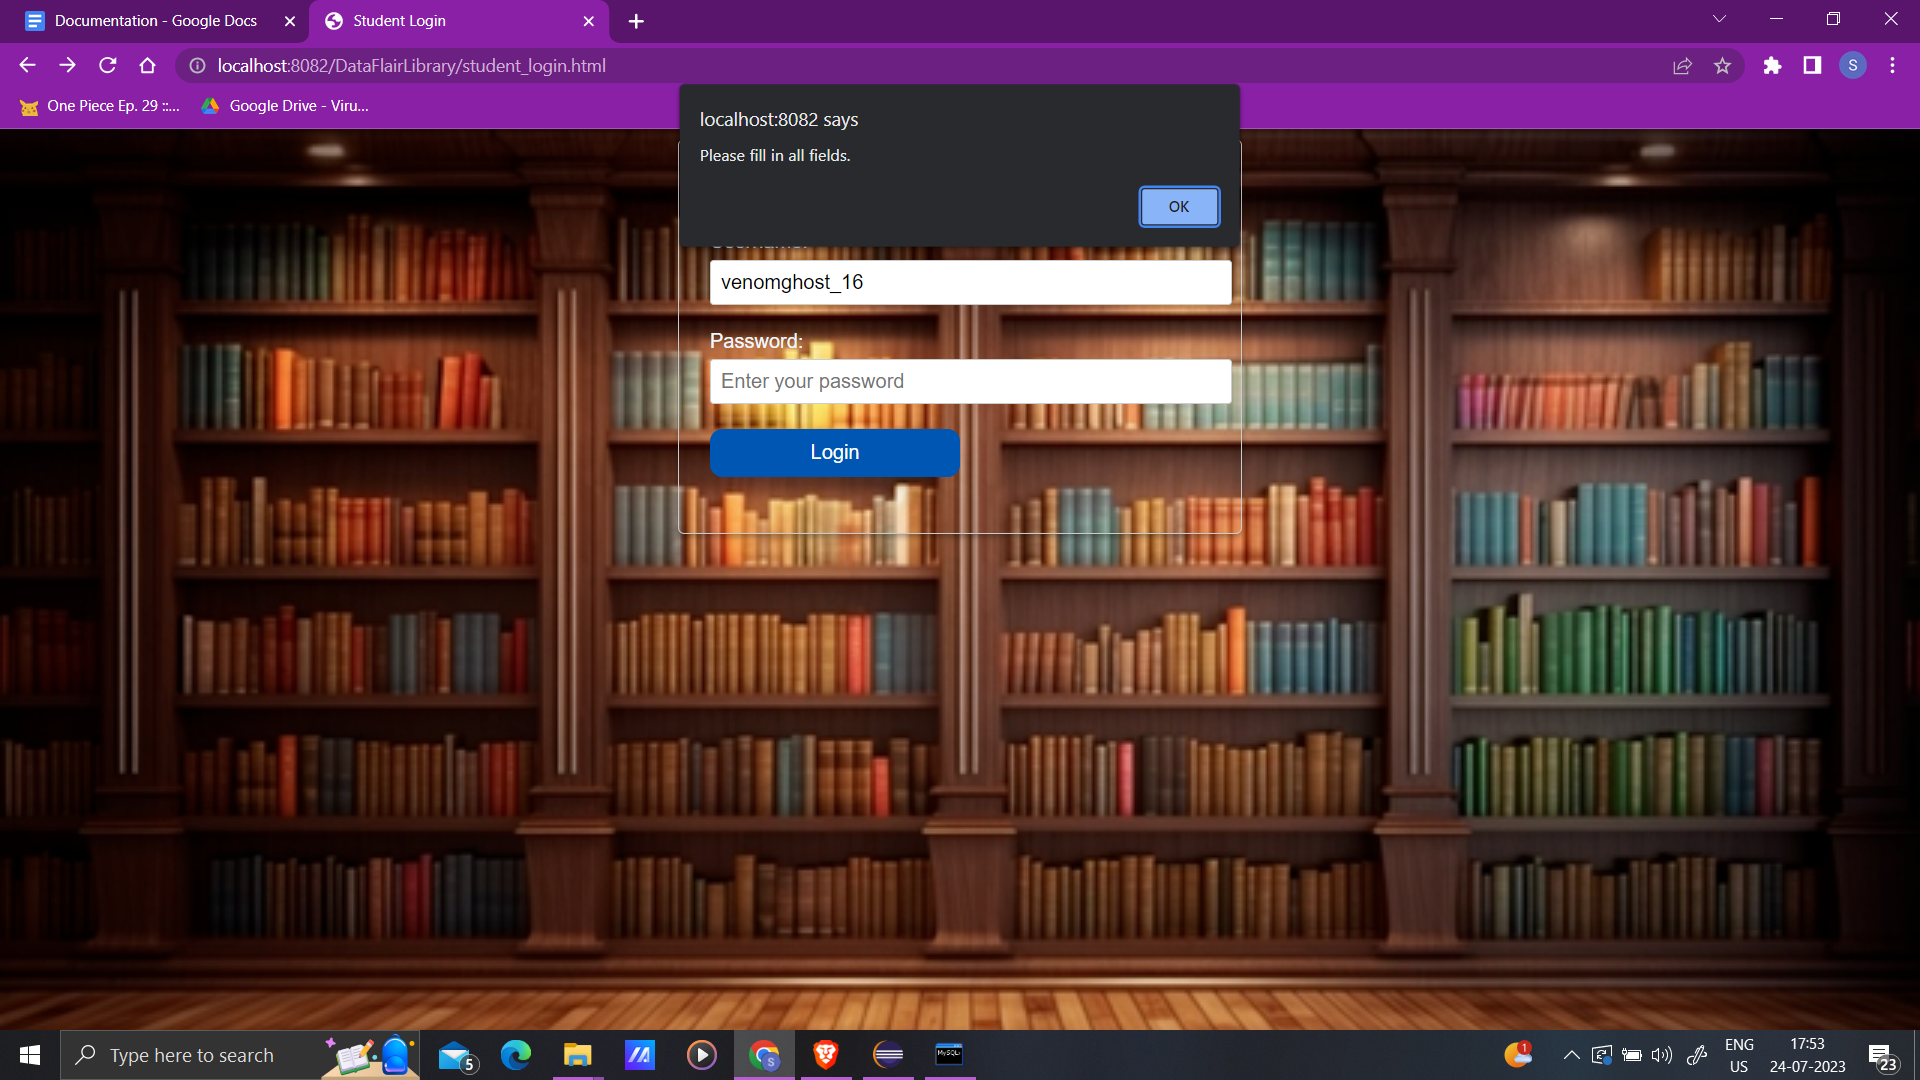 Documentation - Google Docs
Student Login
localhost:8082/DataFlairLibrary/student_login.html
S
One Piece Ep. 29 ::...
Google Drive - Viru...
localhost:8082 says
Please fill in all fields.
OK
venomghost_16
Password:
Enter your password
Login
Type here to search
5
S
MySQL
1
ENG
US
17:53
24-07-2023
23